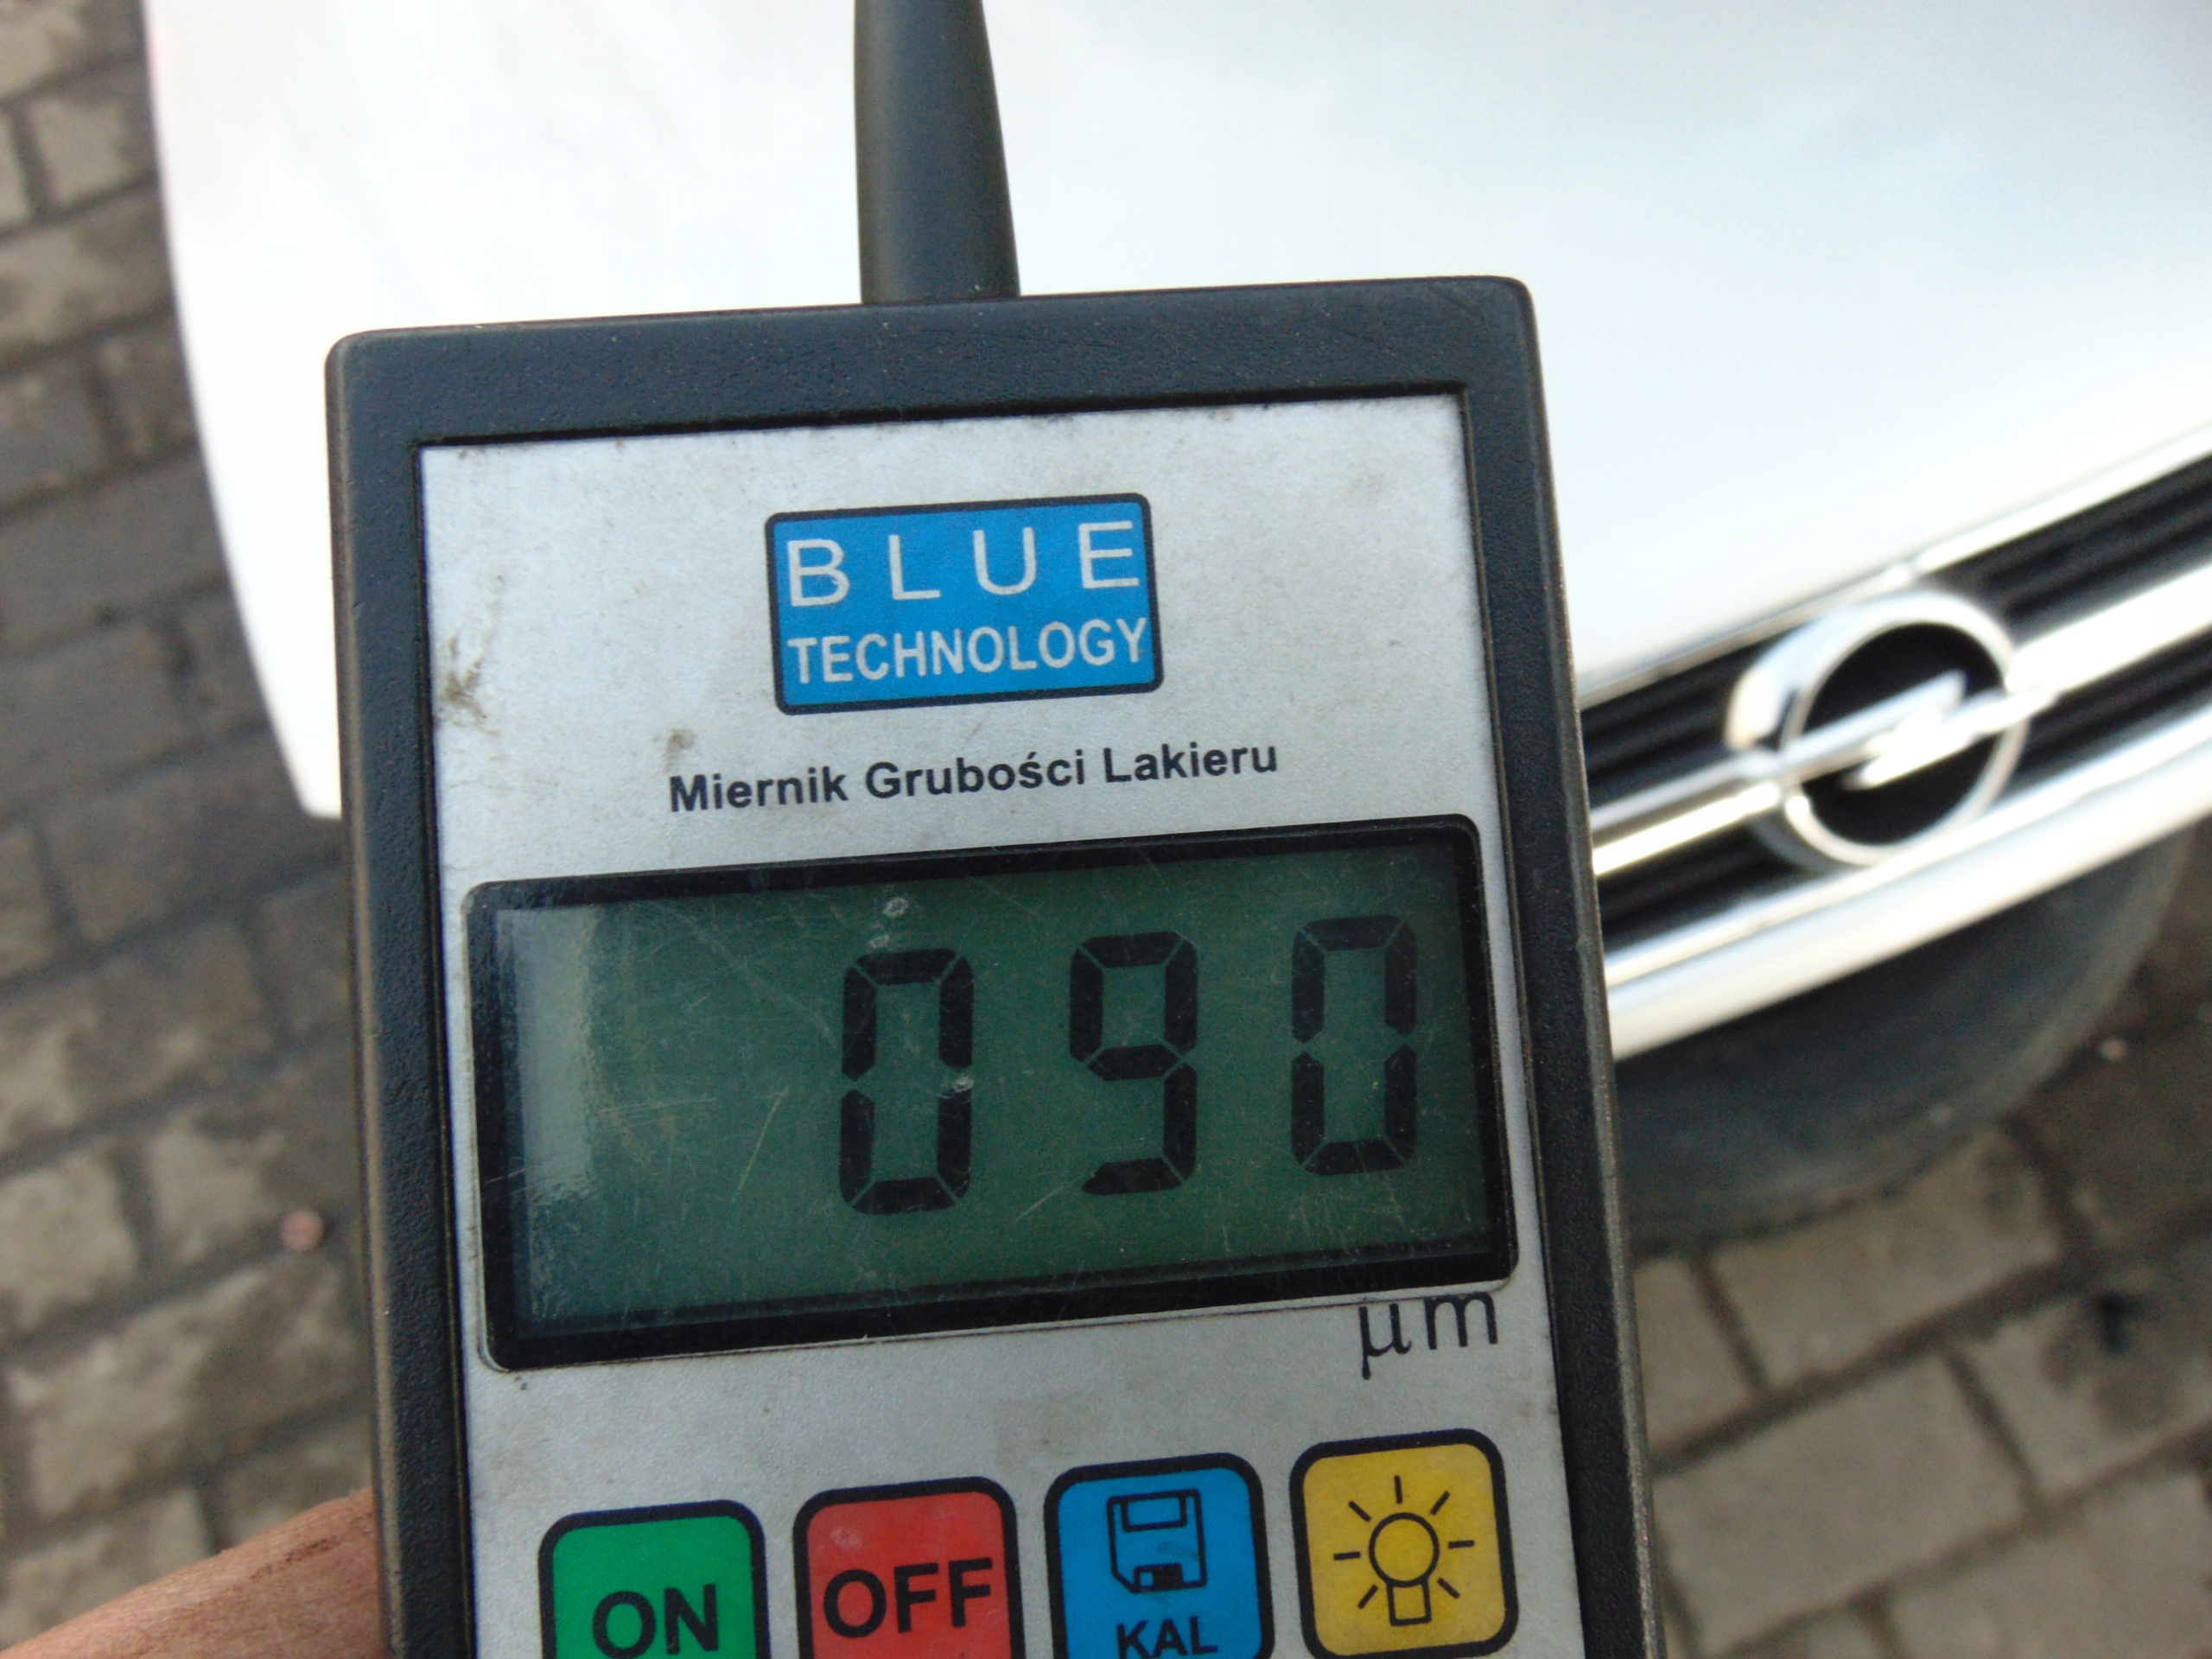 BLUE
TECHNOLOGY
Miernik Grubości Lakieru
090
μm
ON
OFF
KAL